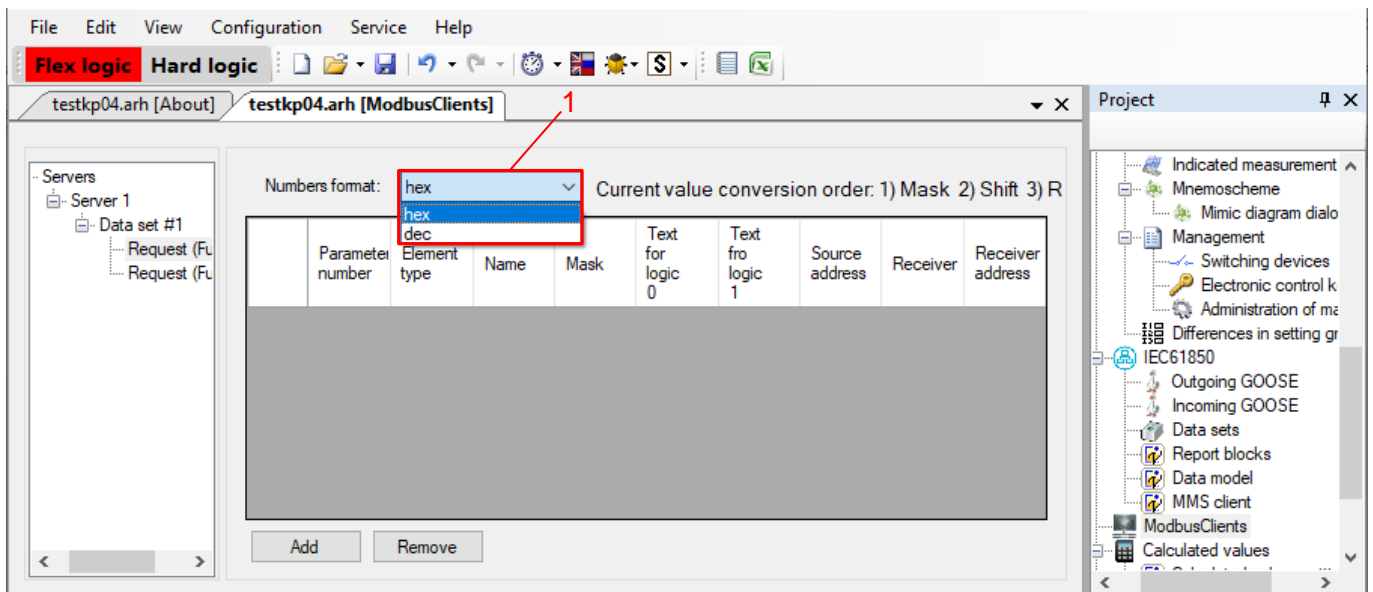 File Edit View Configuration Service Help
Flex logic Hard logic
testkp04.arh [About] testkp04.arh [ModbusClients]
1
Servers
Server 1
Data set #1
Request (Fu
Request (Fu
Numbers format: hex
hex
dec
Current value conversion order: 1) Mask 2) Shift 3) R
Parameter number
Element type
Name
Mask
Text for logic 0
Text fro logic 1
Source address
Receiver
Receiver address
Add Remove
Project
Indicated measurement
Mnemoscheme
Mimic diagram dialo
Management
Switching devices
Electronic control k
Administration of ma
Differences in setting gr
IEC61850
Outgoing GOOSE
Incoming GOOSE
Data sets
Report blocks
Data model
MMS client
ModbusClients
Calculated values